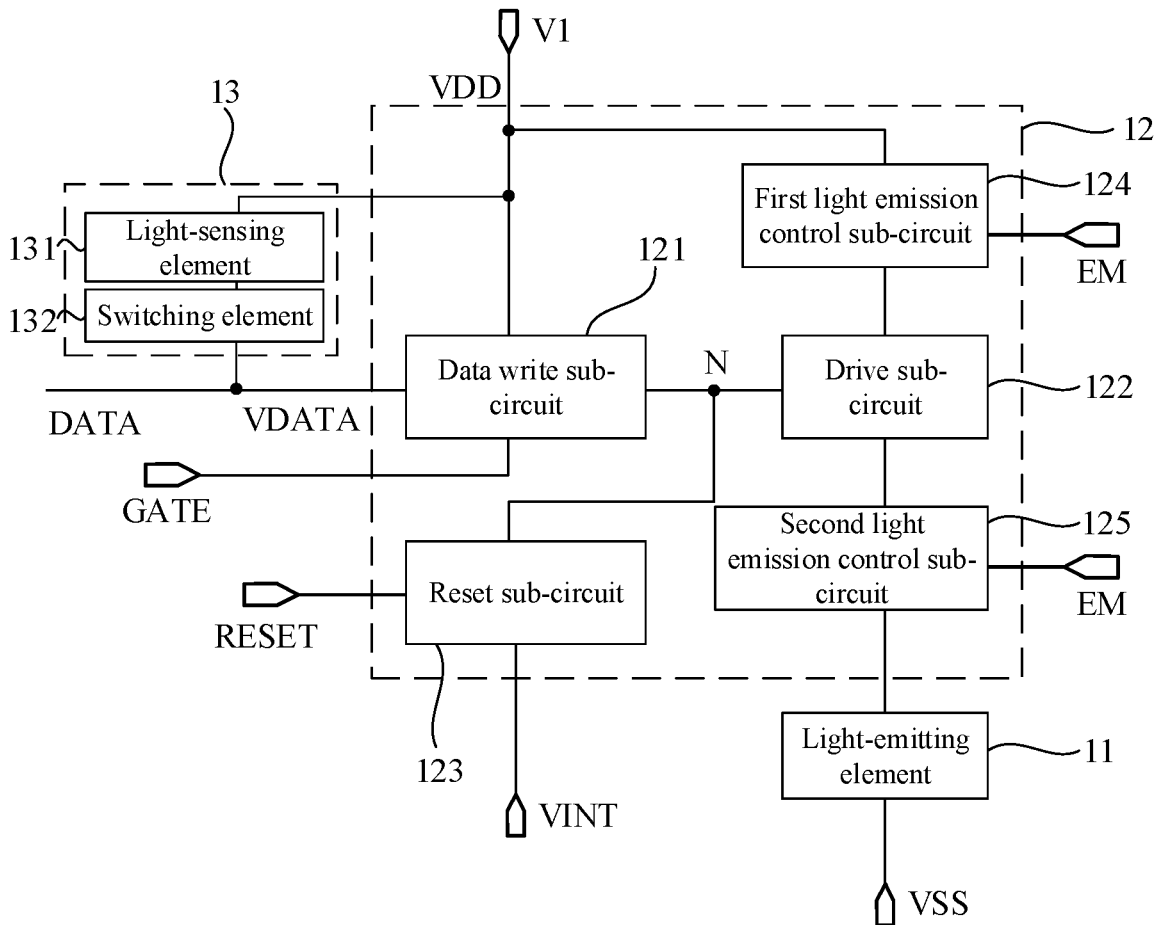 V1
VDD
13
12
First light emission
control sub-circuit
124
EM
131
Light-sensing
element
132
Switching element
121
Data write sub-
circuit
N
Drive sub-
circuit
122
DATA
VDATA
GATE
Second light
emission control sub-
circuit
125
EM
Reset sub-circuit
RESET
123
VINT
Light-emitting
element
11
VSS